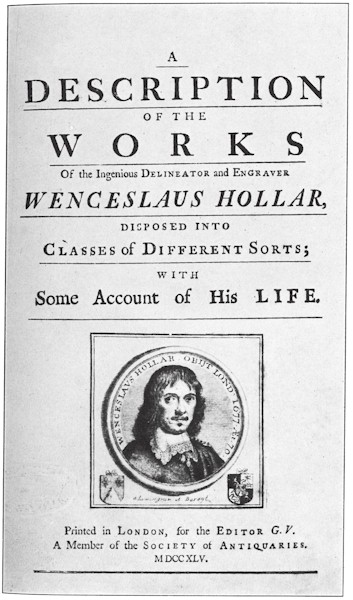 A
DESCRIPTION
OF THE
WORKS
Of the Ingenious DELINEATOR and ENGRAVER
WENCESLAUS HOLLAR,
DISPOSED INTO
CLASSES of DIFFERENT SORTS;
WITH
Some Account of His LIFE.
WENCESLAUS HOLLAR OBIIT LOND 1677 Æt 70
Printed in LONDON, for the EDITOR G. V.
A Member of the SOCIETY of ANTIQUARIES.
MDCCXLV.